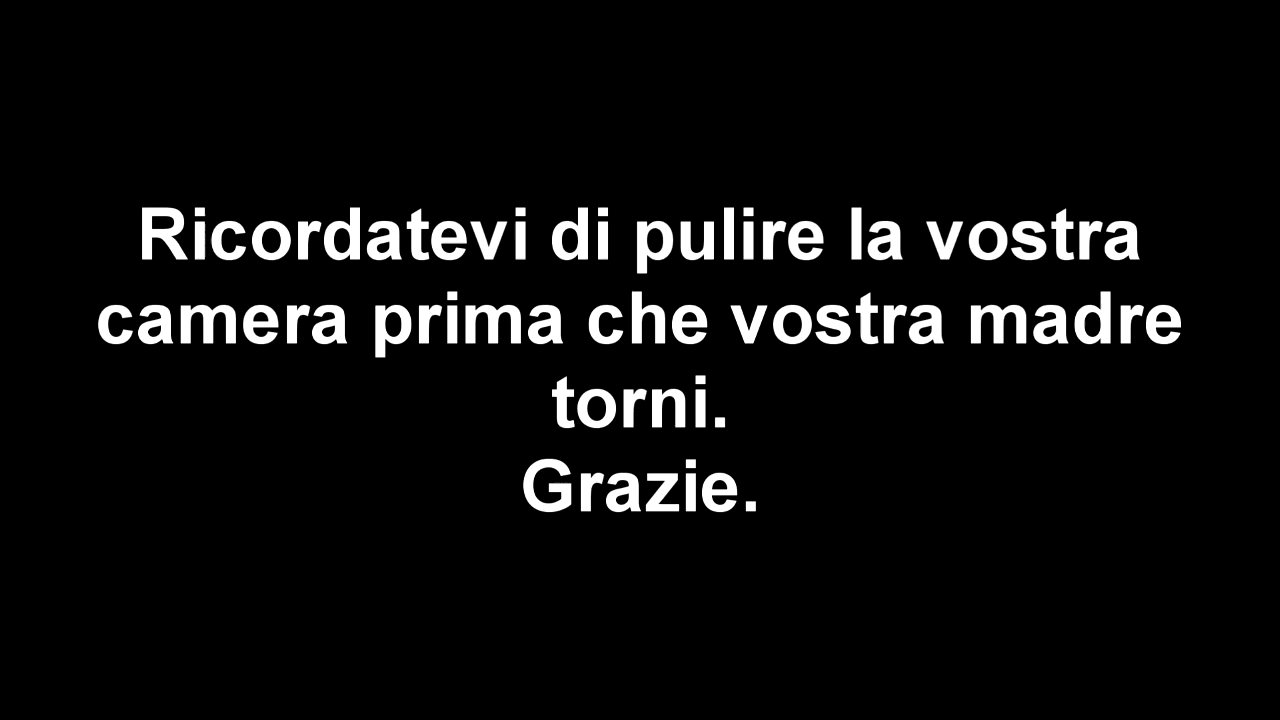 Ricordatevi di pulire la vostra
camera prima che vostra madre
torni.
Grazie.